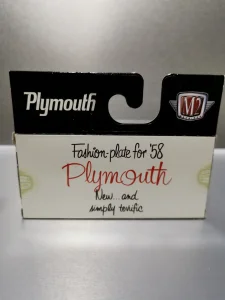 Plymouth
M2
Fashion-plate for '58
Plymouth
New...and
simply terrific